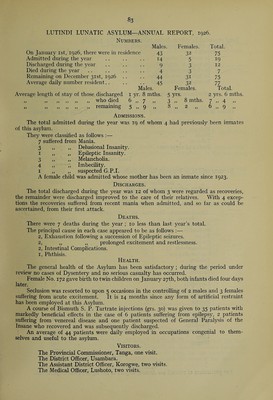 83
LUTINDI LUNATIC ASYLUM—ANNUAL REPORT, 1926.
NUMBERS.
Males. Females. Total.
On January 1st, 1926, there were in residence 43 32 75
Admitted during the year .. .. .. 14 5 19
Discharged during the year .. .. .. 9 3 12
Died during the year .. .. .. .. 4 3 7
Remaining on December 31st, 1926 .. .. 44 31 75
Average daily number resident.. .. .. 45 32 77
Males. Females. Total.
Average length of stay of those discharged 1 yr. 8 mths. 5 yrs. 2 yrs. 6 mths.
„ „ „ „ „ who died 6 – 7 „ 3 „ 8 mths. 7 – 4 „
„ „ „ „ „ remaining 5 – 9 „ 8 – 2 „ 6 – 9 „
ADMISSIONS.
The total admitted during the year was 19 of whom 4 had previously been inmates
of this asylum.
They were classified as follows :—
7 suffered from Mania.
3 „ „ Delusional Insanity.
1 „ „ Epileptic Insanity.
3 „ „ Melancholia.
4 „ „ Imbecility.
1 „ suspected G.P.I.
A female child was admitted whose mother has been an inmate since 1923.
DISCHARGES.
The total discharged during the year was 12 of whom 3 were regarded as recoveries,
the remainder were discharged improved to the care of their relatives. With 4 excep-
tions the recoveries suffered from recent mania when admitted, and so far as could be
ascertained, from their first attack.
DEATHS.
There were 7 deaths during the year ; 10 less than last year's total.
The principal cause in each case appeared to be as follows :—
2, Exhaustion following a succession of Epileptic seizures.
2, „ „ prolonged excitement and restlessness.
2, Intestinal Complications.
1, Phthisis.
HEALTH.
The general health of the Asylum has been satisfactory ; during the period under
review no cases of Dysentery and no serious casualty has occurred.
Female No. 172 gave birth to twin children on January 27th, both infants died four days
later.
Seclusion was resorted to upon 5 occasions in the controlling of 2 males and 3 females
suffering from acute excitement. It is 14 months since any form of artificial restraint
has been employed at this Asylum.
A course of Bismuth S. P. Tartrate injections (grs. 30) was given to 35 patients with
markedly beneficial effects in the case of 6 patients suffering from epilepsy, 2 patients
suffering from venereal disease and one patient suspected of General Paralysis of the
Insane who recovered and was subsequently discharged.
An average of 44 patients were daily employed in occupations congenial to them-
selves and useful to the asylum.
VISITORS.
The Provincial Commissioner, Tanga, one visit.
The District Officer, Usambara.
The Assistant District Officer, Korogwe, two visits.
The Medical Officer, Lushoto, two visits.